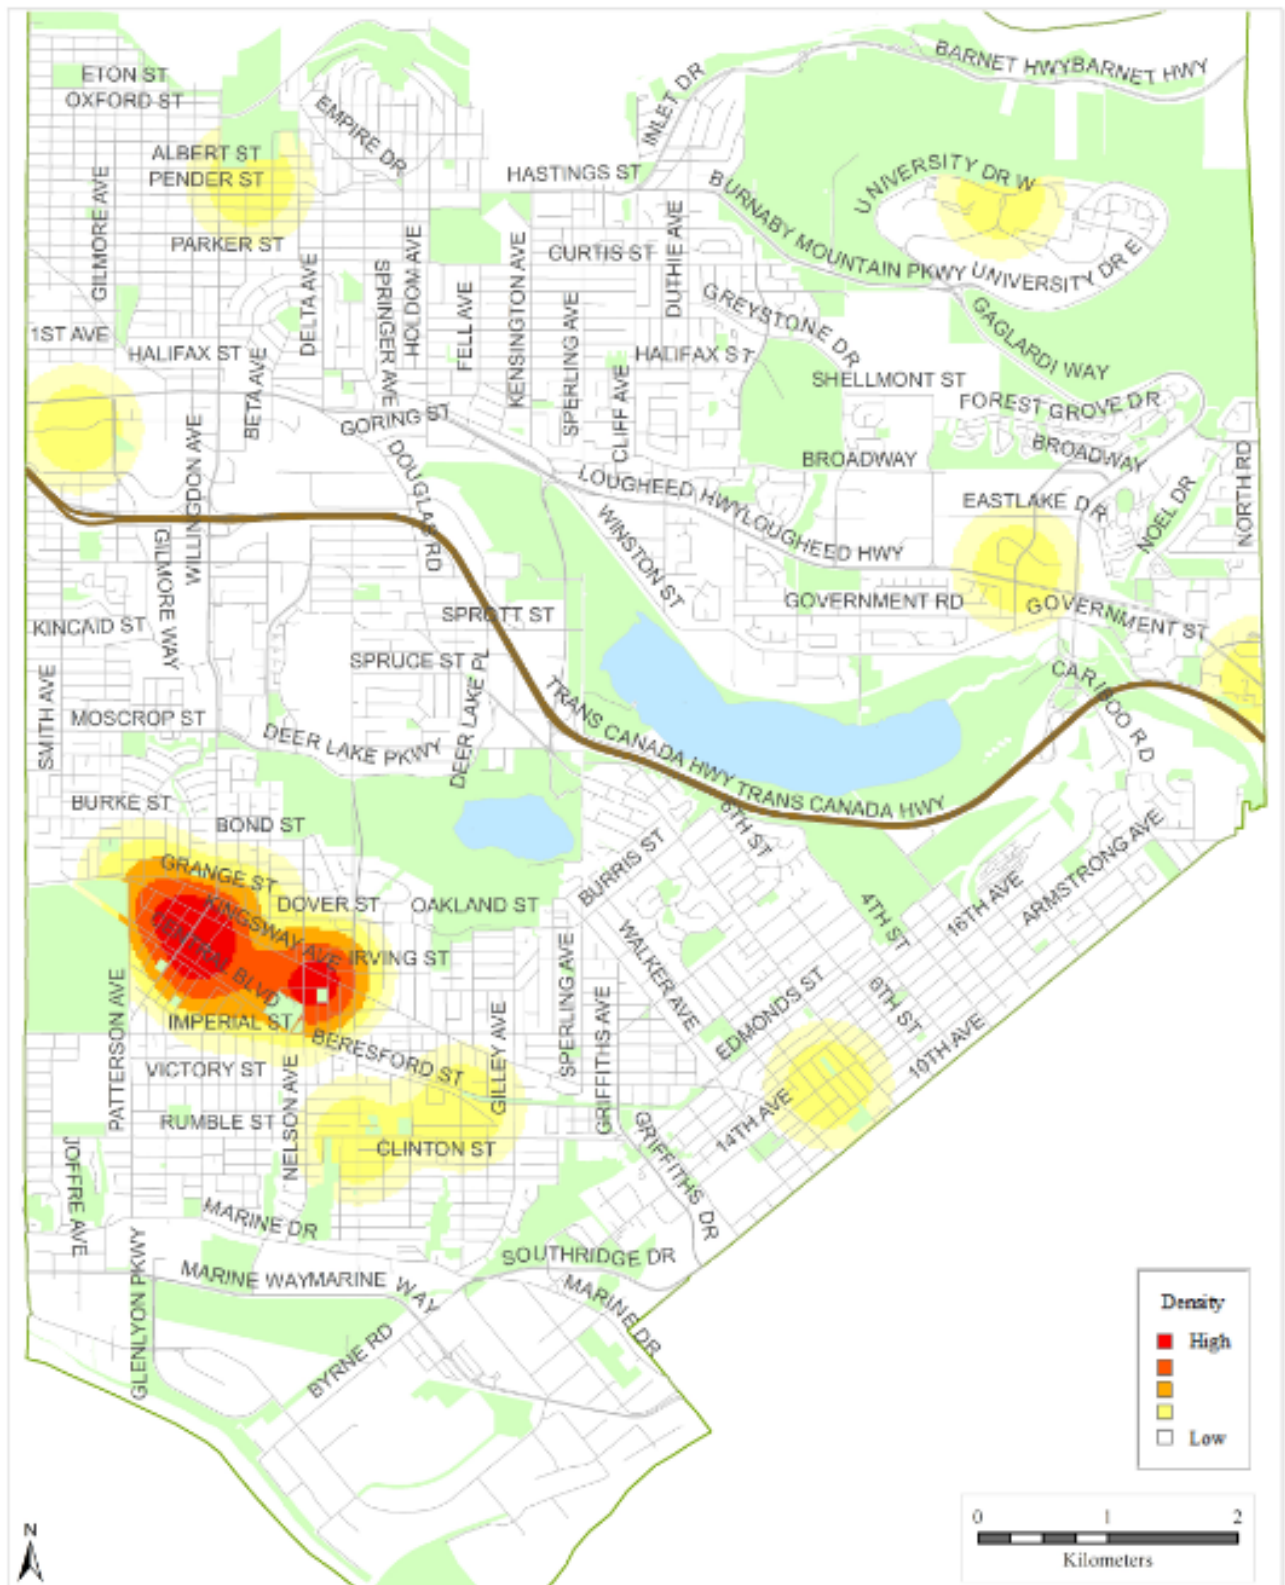 BARNET HWY BARNET HWY
ETON ST
OXFORD ST
EMPIRE DR
INLET DR
ALBERT ST
PENDER ST
HASTINGS ST
UNIVERSITY DR W
GILMORE AVE
BURNABY MOUNTAIN PKWY
UNIVERSITY DR E
PARKER ST
CURTIS ST
DUTHIE AVE
DELTA AVE
SPRINGER AVE
HOLDOM AVE
FELL AVE
KENSINGTON AVE
SPERLING AVE
GREYSTONE DR
GAGLARDI WAY
1ST AVE
HALIFAX ST
HALIFAX ST
BETA AVE
CLIFF AVE
SHELLMONT ST
FOREST GROVE DR
GORING ST
WILLINGDON AVE
DOUGLAS RD
BROADWAY
BROADWAY
NORTH RD
LOUGHEED HWY LOUGHEED HWY
EASTLAKE DR
NOEL DR
WINSTON ST
GILMORE WAY
GOVERNMENT RD
GOVERNMENT ST
KINCAID ST
SPROTT ST
SPRUCE ST
DEER LAKE PL
CARIBOO RD
SMITH AVE
MOSCROP ST
DEER LAKE PKWY
TRANS CANADA HWY TRANS CANADA HWY
BURKE ST
BOND ST
6TH ST
BURRIS ST
ARMSTRONG AVE
16TH AVE
4TH ST
GRANGE ST
DOVER ST
OAKLAND ST
KINGSWAY AVE
CENTRAL BLVD
IRVING ST
WALKER AVE
SPERLING AVE
GRIFFITHS AVE
EDMONDS ST
6TH ST
10TH AVE
PATTERSON AVE
IMPERIAL ST
BERESFORD ST
GILLEY AVE
VICTORY ST
NELSON AVE
RUMBLE ST
14TH AVE
CLINTON ST
GRIFFITHS DR
JOFFRE AVE
MARINE DR
SOUTHRIDGE DR
MARINE WAY MARINE WAY
MARINE DR
GLENLYON PKWY
BYRNE RD
Density
High
Low
N
0 1 2
Kilometers